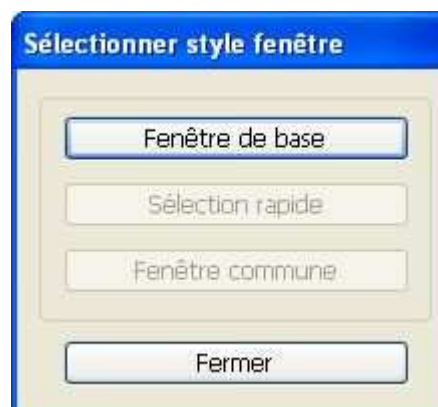 Sélectionner style fenêtre
Fenêtre de base
Sélection rapide
Fenêtre commune
Fermer